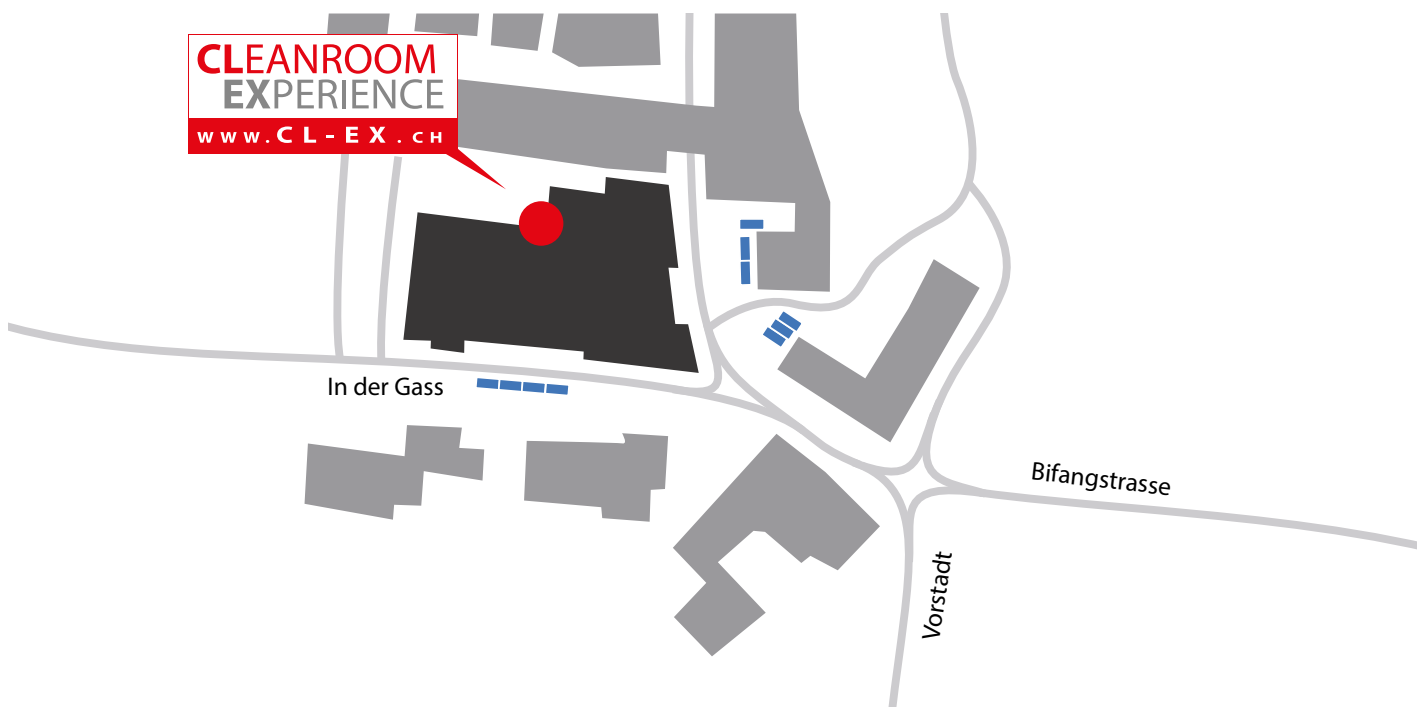 CLEANROOM
EXPERIENCE
www.CL-EX.CH
In der Gass
Bifangstrasse
Vorstadt